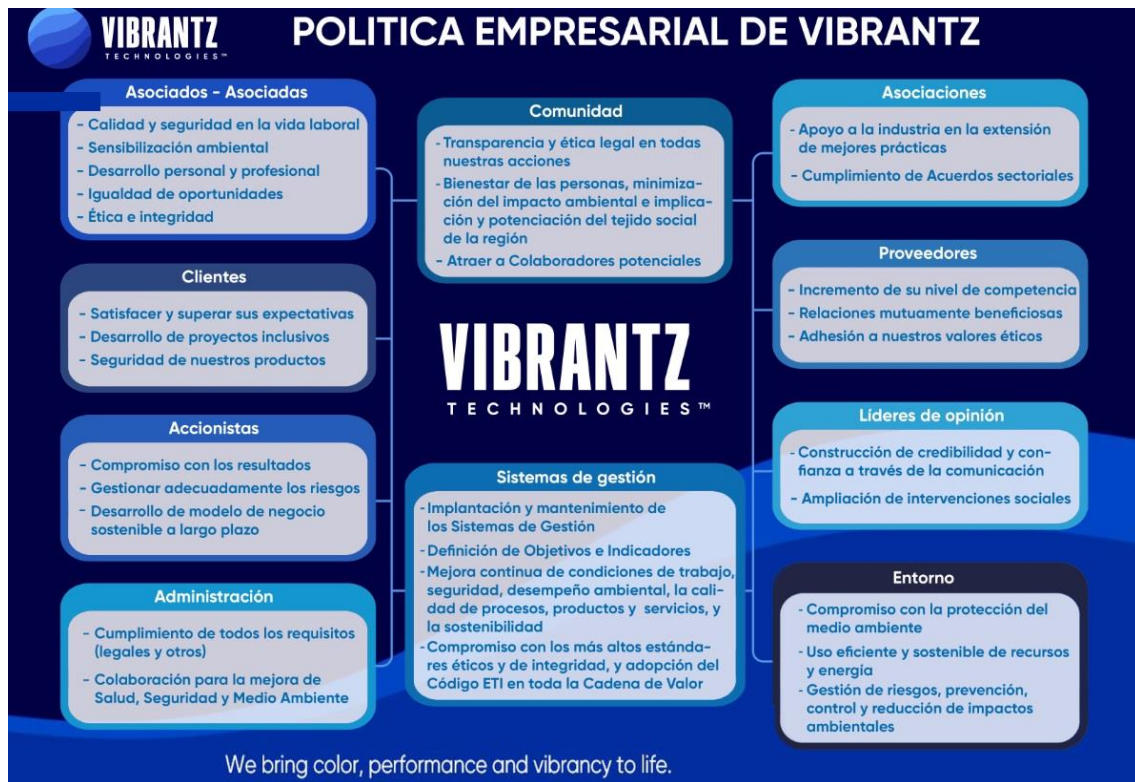 VIBRANTZ
TECHNOLOGIES™
POLITICA EMPRESARIAL DE VIBRANTZ
Asociados - Asociadas
- Calidad y seguridad en la vida laboral
- Sensibilización ambiental
- Desarrollo personal y profesional
- Igualdad de oportunidades
- Ética e integridad
Clientes
- Satisfacer y superar sus expectativas
- Desarrollo de proyectos inclusivos
- Seguridad de nuestros productos
Accionistas
- Compromiso con los resultados
- Gestionar adecuadamente los riesgos
- Desarrollo de modelo de negocio
sostenible a largo plazo
Administración
- Cumplimiento de todos los requisitos
(legales y otros)
- Colaboración para la mejora de
Salud, Seguridad y Medio Ambiente
Comunidad
- Transparencia y ética legal en todas
nuestras acciones
- Bienestar de las personas, minimiza-
ción del impacto ambiental e implica-
ción y potenciación del tejido social
de la región
- Atraer a Colaboradores potenciales
VIBRANTZ
TECHNOLOGIES™
Sistemas de gestión
- Implantación y mantenimiento de
los Sistemas de Gestión
- Definición de Objetivos e Indicadores
- Mejora continua de condiciones de trabajo,
seguridad, desempeño ambiental, la cali-
dad de procesos, productos y servicios, y
la sostenibilidad
- Compromiso con los más altos estánda-
res éticos y de integridad, y adopción del
Código ETI en toda la Cadena de Valor
Asociaciones
- Apoyo a la industria en la extensión
de mejores prácticas
- Cumplimiento de Acuerdos sectoriales
Proveedores
- Incremento de su nivel de competencia
- Relaciones mutuamente beneficiosas
- Adhesión a nuestros valores éticos
Líderes de opinión
- Construcción de credibilidad y con-
fianza a través de la comunicación
- Ampliación de intervenciones sociales
Entorno
- Compromiso con la protección del
medio ambiente
- Uso eficiente y sostenible de recursos
y energía
- Gestión de riesgos, prevención,
control y reducción de impactos
ambientales
We bring color, performance and vibrancy to life.